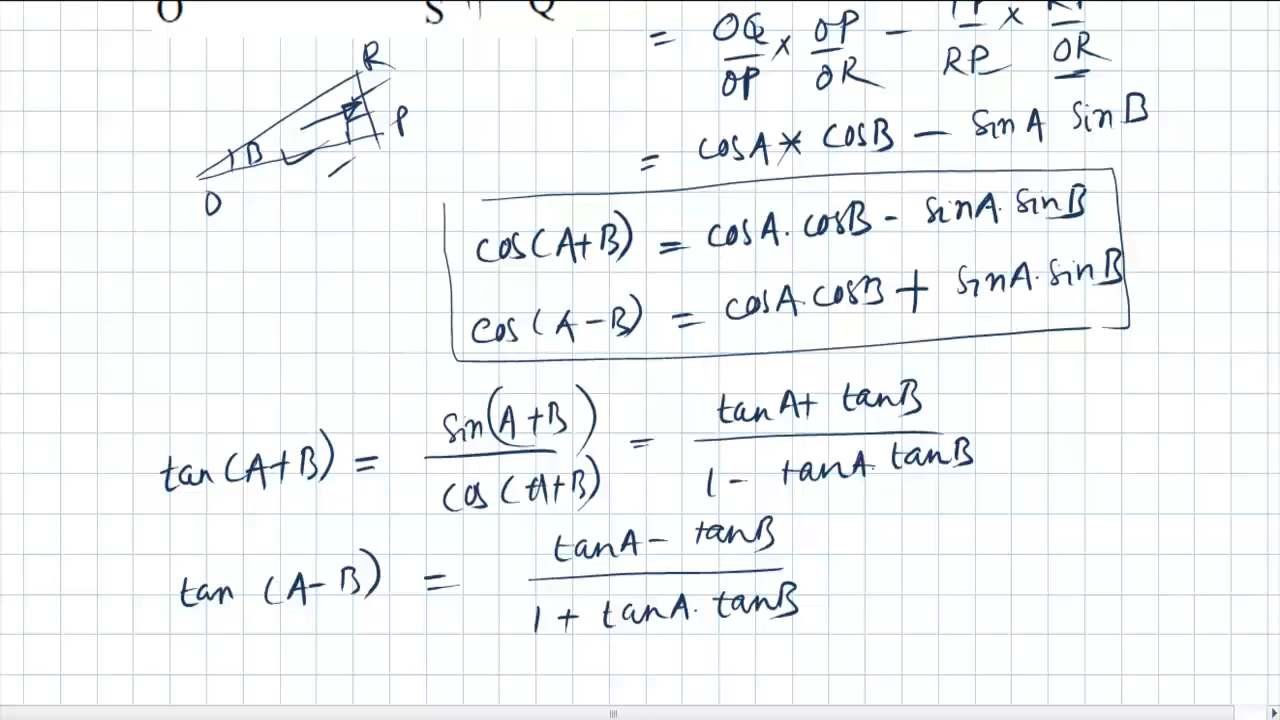 O S Q
= OQ/OP × OP/OR − /RP × /OR
R
P
B
O
= cosA * cosB − sinA sinB
cos(A+B) = cosA. cosB - sinA. sinB
cos(A-B) = cosA. cosB + sinA. sinB
tan(A+B) = sin(A+B)/cos(A+B) = tanA+ tanB/1 - tanA. tanB
tan (A-B) = tanA- tanB/1 + tanA. tanB